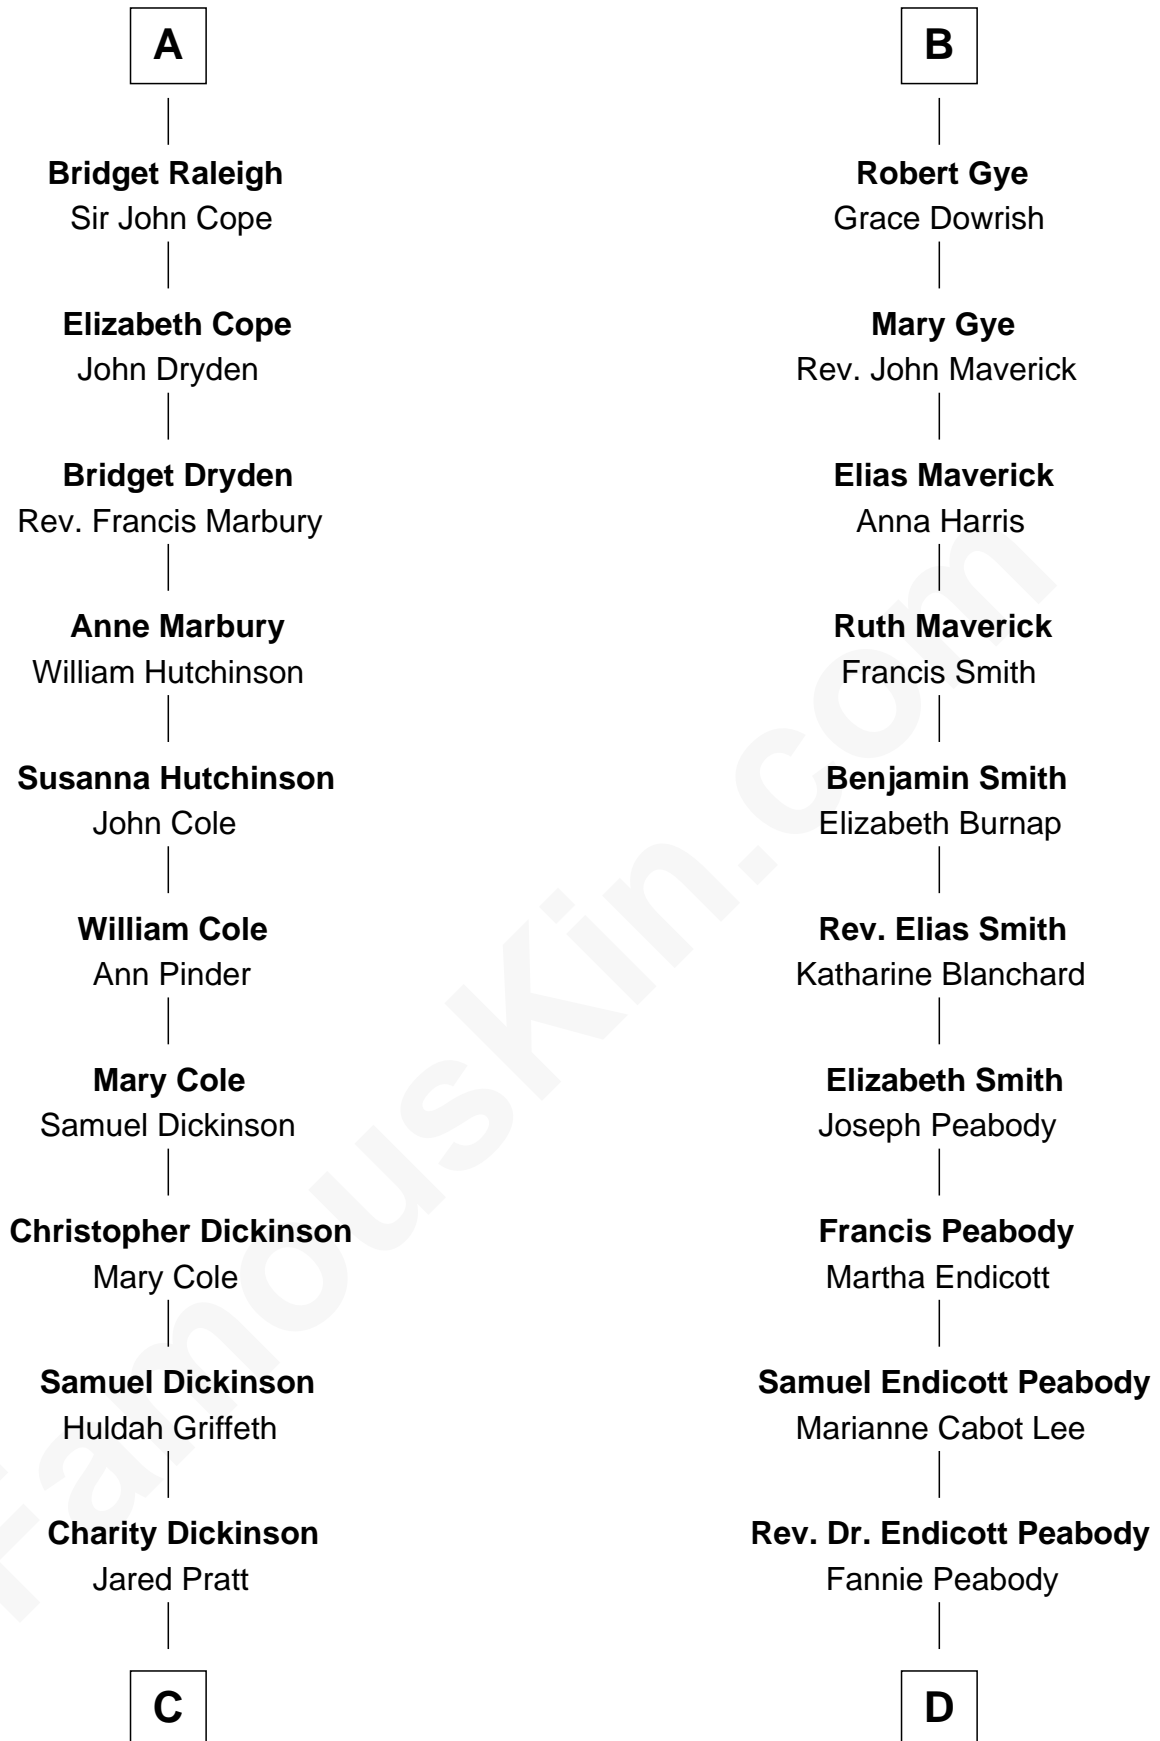 A
Bridget Raleigh
Sir John Cope
Elizabeth Cope
John Dryden
Bridget Dryden
Rev. Francis Marbury
Anne Marbury
William Hutchinson
Susanna Hutchinson
John Cole
William Cole
Ann Pinder
Mary Cole
Samuel Dickinson
Christopher Dickinson
Mary Cole
Samuel Dickinson
Huldah Griffeth
Charity Dickinson
Jared Pratt
C
B
Robert Gye
Grace Dowrish
Mary Gye
Rev. John Maverick
Elias Maverick
Anna Harris
Ruth Maverick
Francis Smith
Benjamin Smith
Elizabeth Burnap
Rev. Elias Smith
Katharine Blanchard
Elizabeth Smith
Joseph Peabody
Francis Peabody
Martha Endicott
Samuel Endicott Peabody
Marianne Cabot Lee
Rev. Dr. Endicott Peabody
Fannie Peabody
D
FamousKin.com